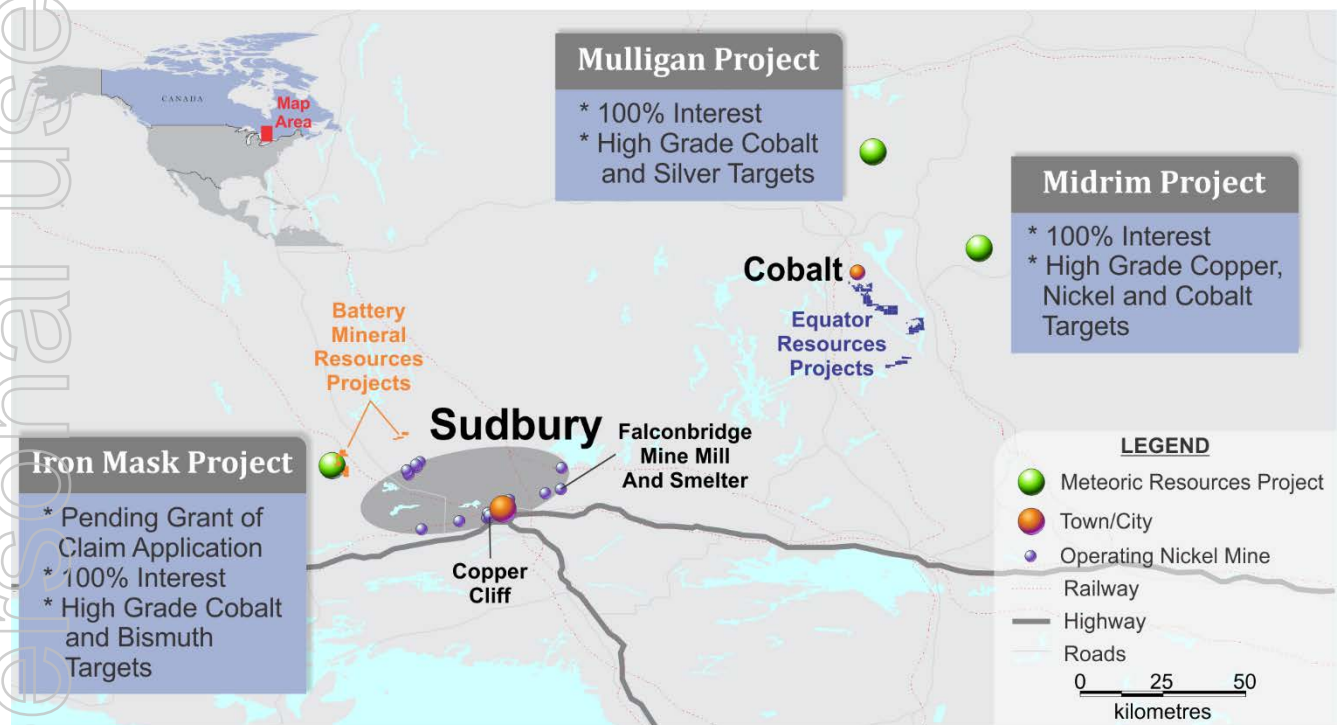 ersonal use
CANADA
Map
Area
Mulligan Project
* 100% Interest
* High Grade Cobalt
and Silver Targets
Midrim Project
* 100% Interest
* High Grade Copper,
Nickel and Cobalt
Targets
Cobalt
Equator
Resources
Projects
Battery
Mineral
Resources
Projects
Sudbury
Falconbridge
Mine Mill
And Smelter
Iron Mask Project
* Pending Grant of
Claim Application
* 100% Interest
* High Grade Cobalt
and Bismuth
Targets
Copper
Cliff
LEGEND
Meteoric Resources Project
Town/City
Operating Nickel Mine
Railway
Highway
Roads
0 25 50
kilometres